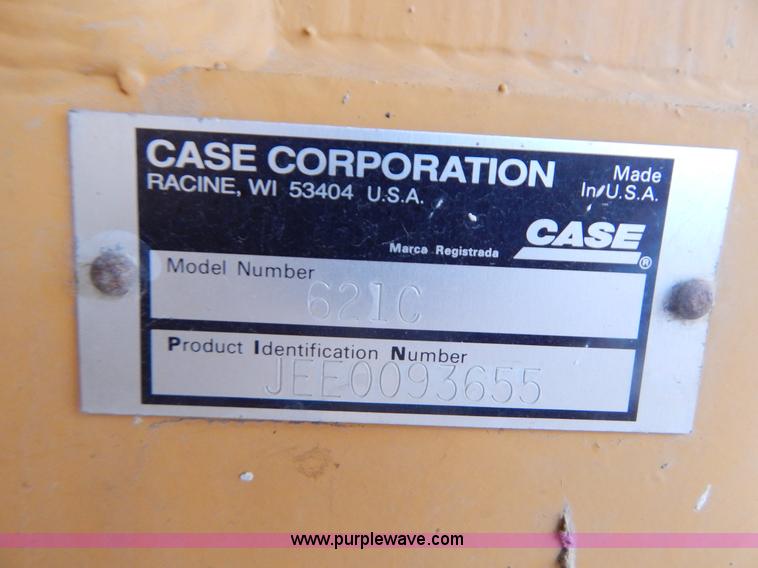 CASE CORPORATION
RACINE, WI 53404 U.S.A.
Made
In U.S.A.
Marca Registrada
CASE®
Model Number
621C
Product Identification Number
JEE0093655
www.purplewave.com